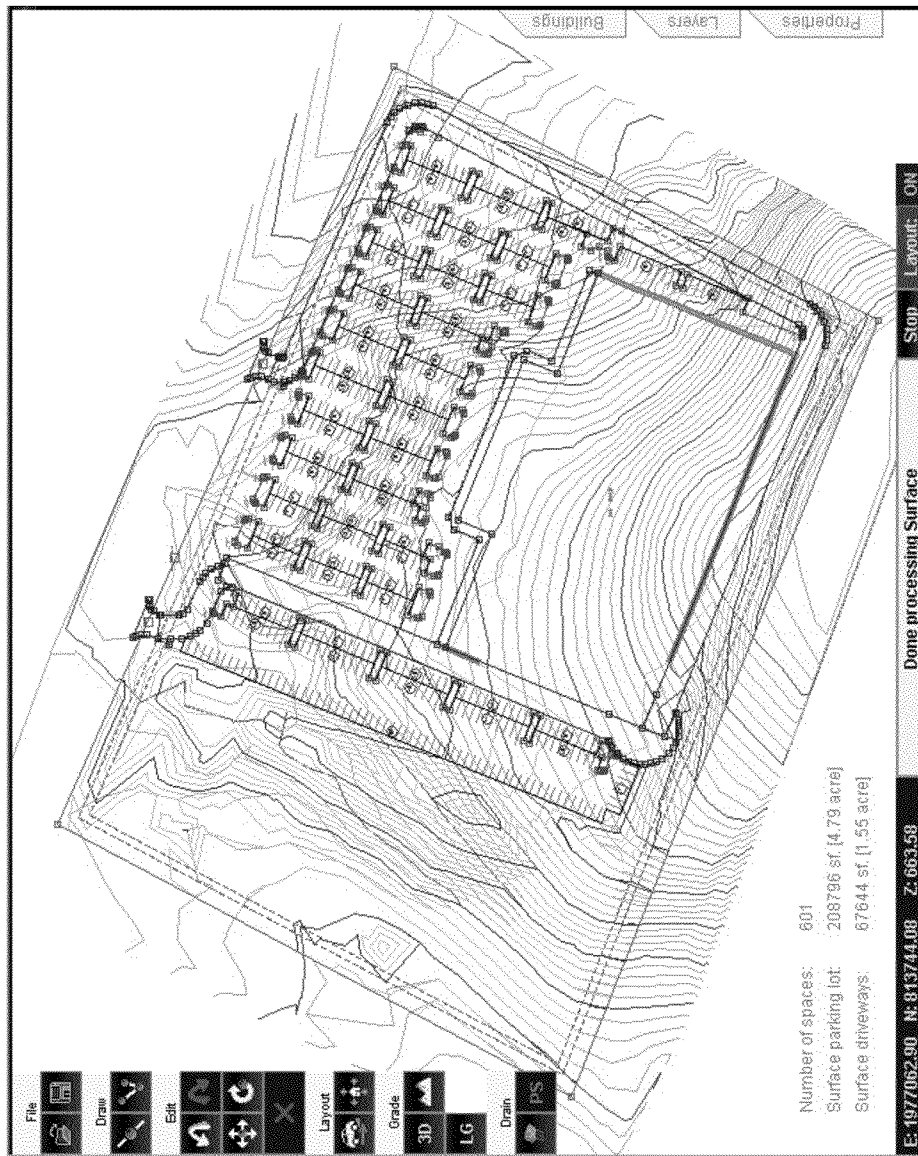 File
Draw
Edit
Layout
Grade
3D
LG
Drain
PS
Buildings
Layers
Properties
Number of spaces: 601
Surface parking lot: 208796 sf. [4.79 acre]
Surface driveways: 67644 sf. [1.55 acre]
E: 1977062.90 N: 813744.08 Z: 663.58 Done processing Surface Stop Layout: ON